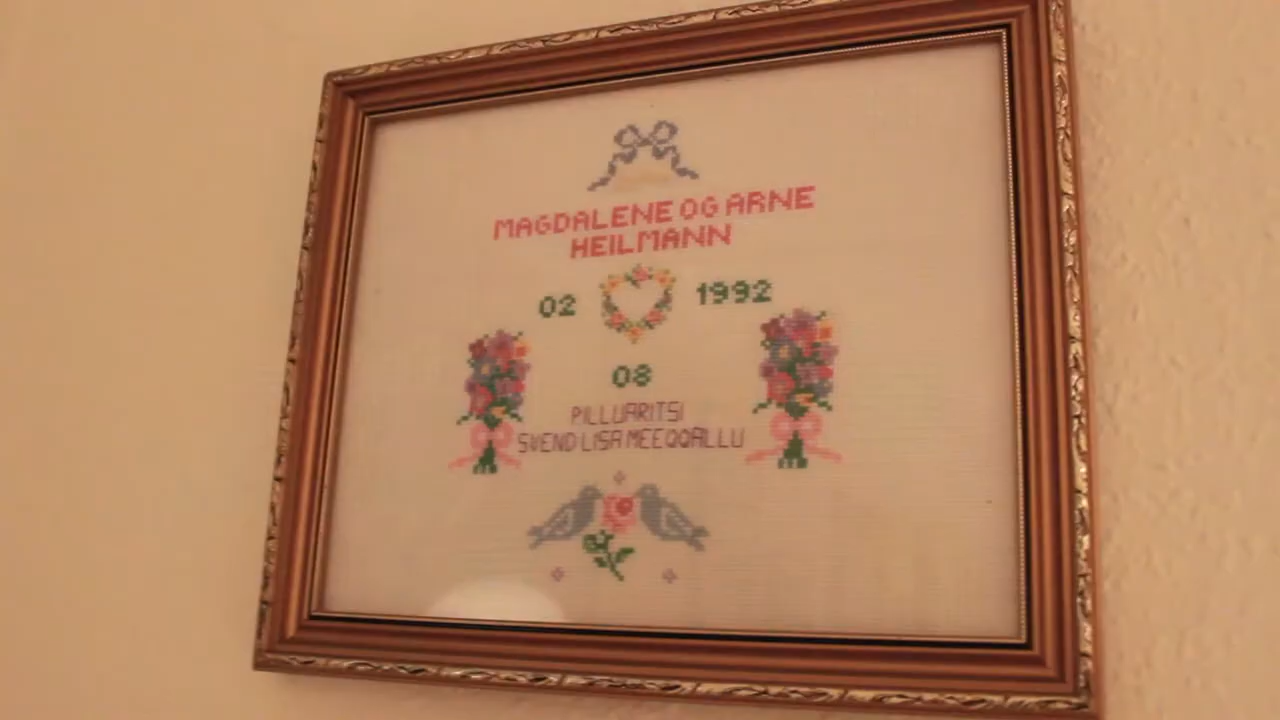 MAGDALENE OG ARNE
HEILMANN
02 1992
08
PILLUARITSI
SVEND LISA MEEQQALLU